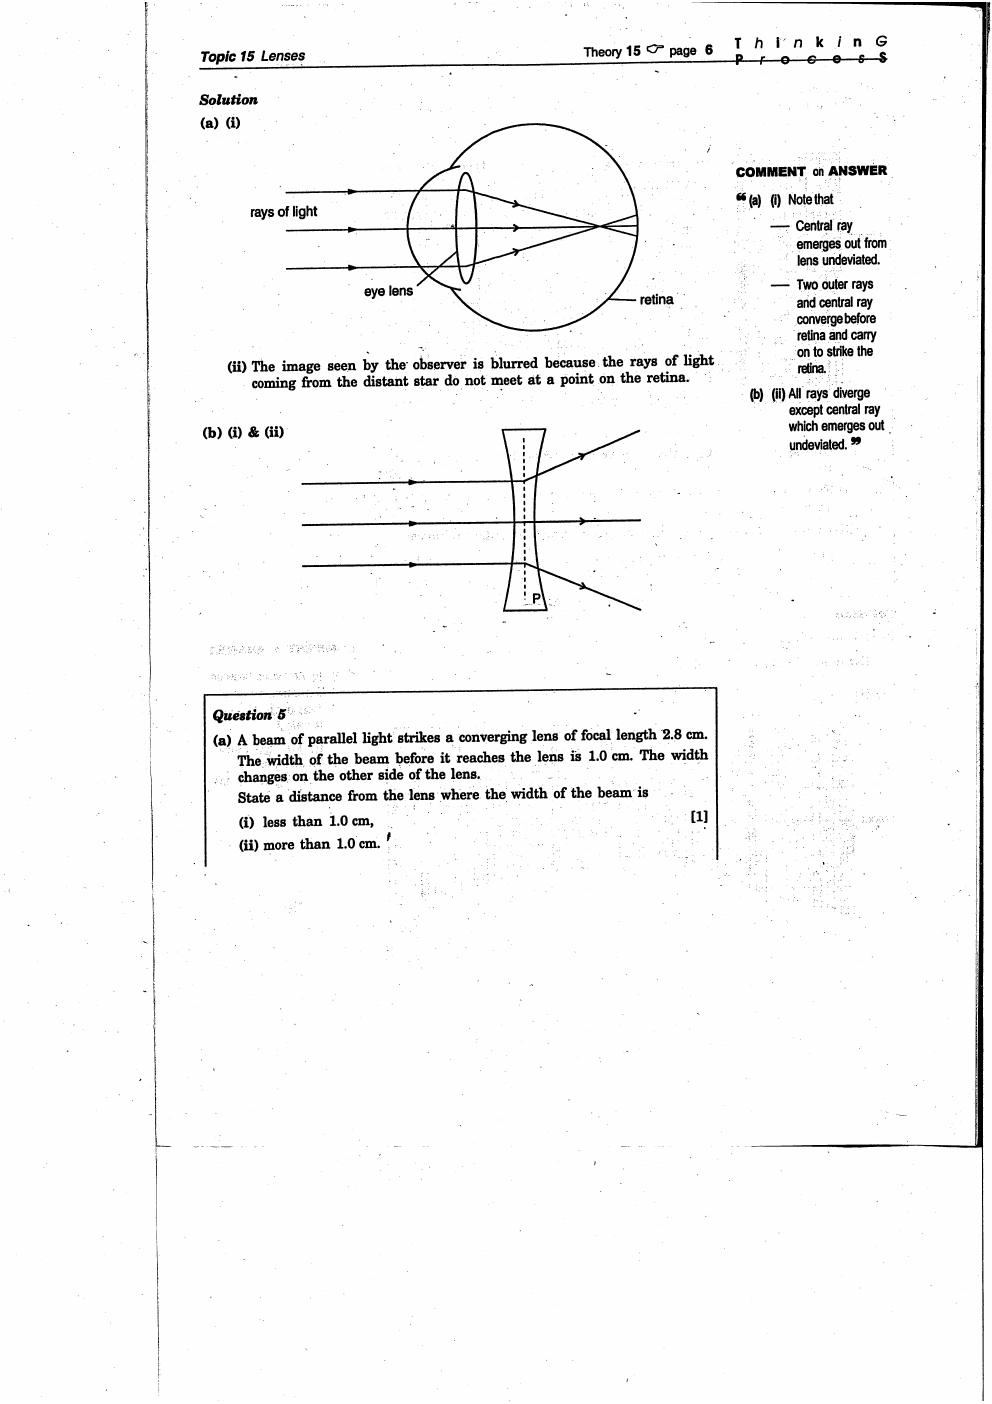 Topic 15 Lenses
Theory 15 ☞ page 6
ThinkinG
ProcesS
Solution
(a) (i)
rays of light
eye lens
retina
(ii) The image seen by the observer is blurred because the rays of light
coming from the distant star do not meet at a point on the retina.
(b) (i) & (ii)
P
COMMENT on ANSWER
❝ (a) (i) Note that
— Central ray
emerges out from
lens undeviated.
— Two outer rays
and central ray
converge before
retina and carry
on to strike the
retina.
(b) (ii) All rays diverge
except central ray
which emerges out
undeviated. ❞
Question 5
(a) A beam of parallel light strikes a converging lens of focal length 2.8 cm.
The width of the beam before it reaches the lens is 1.0 cm. The width
changes on the other side of the lens.
State a distance from the lens where the width of the beam is
(i) less than 1.0 cm, [1]
(ii) more than 1.0 cm.